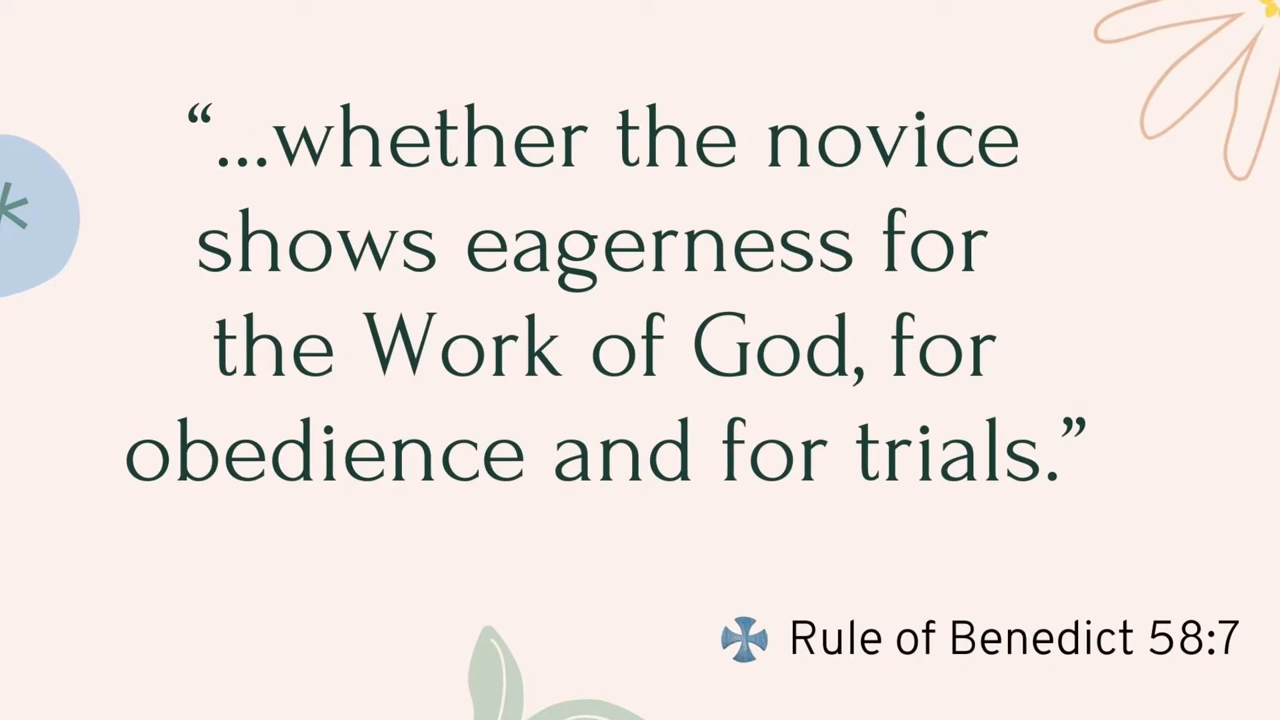 “...whether the novice
shows eagerness for
the Work of God, for
obedience and for trials.”
Rule of Benedict 58:7